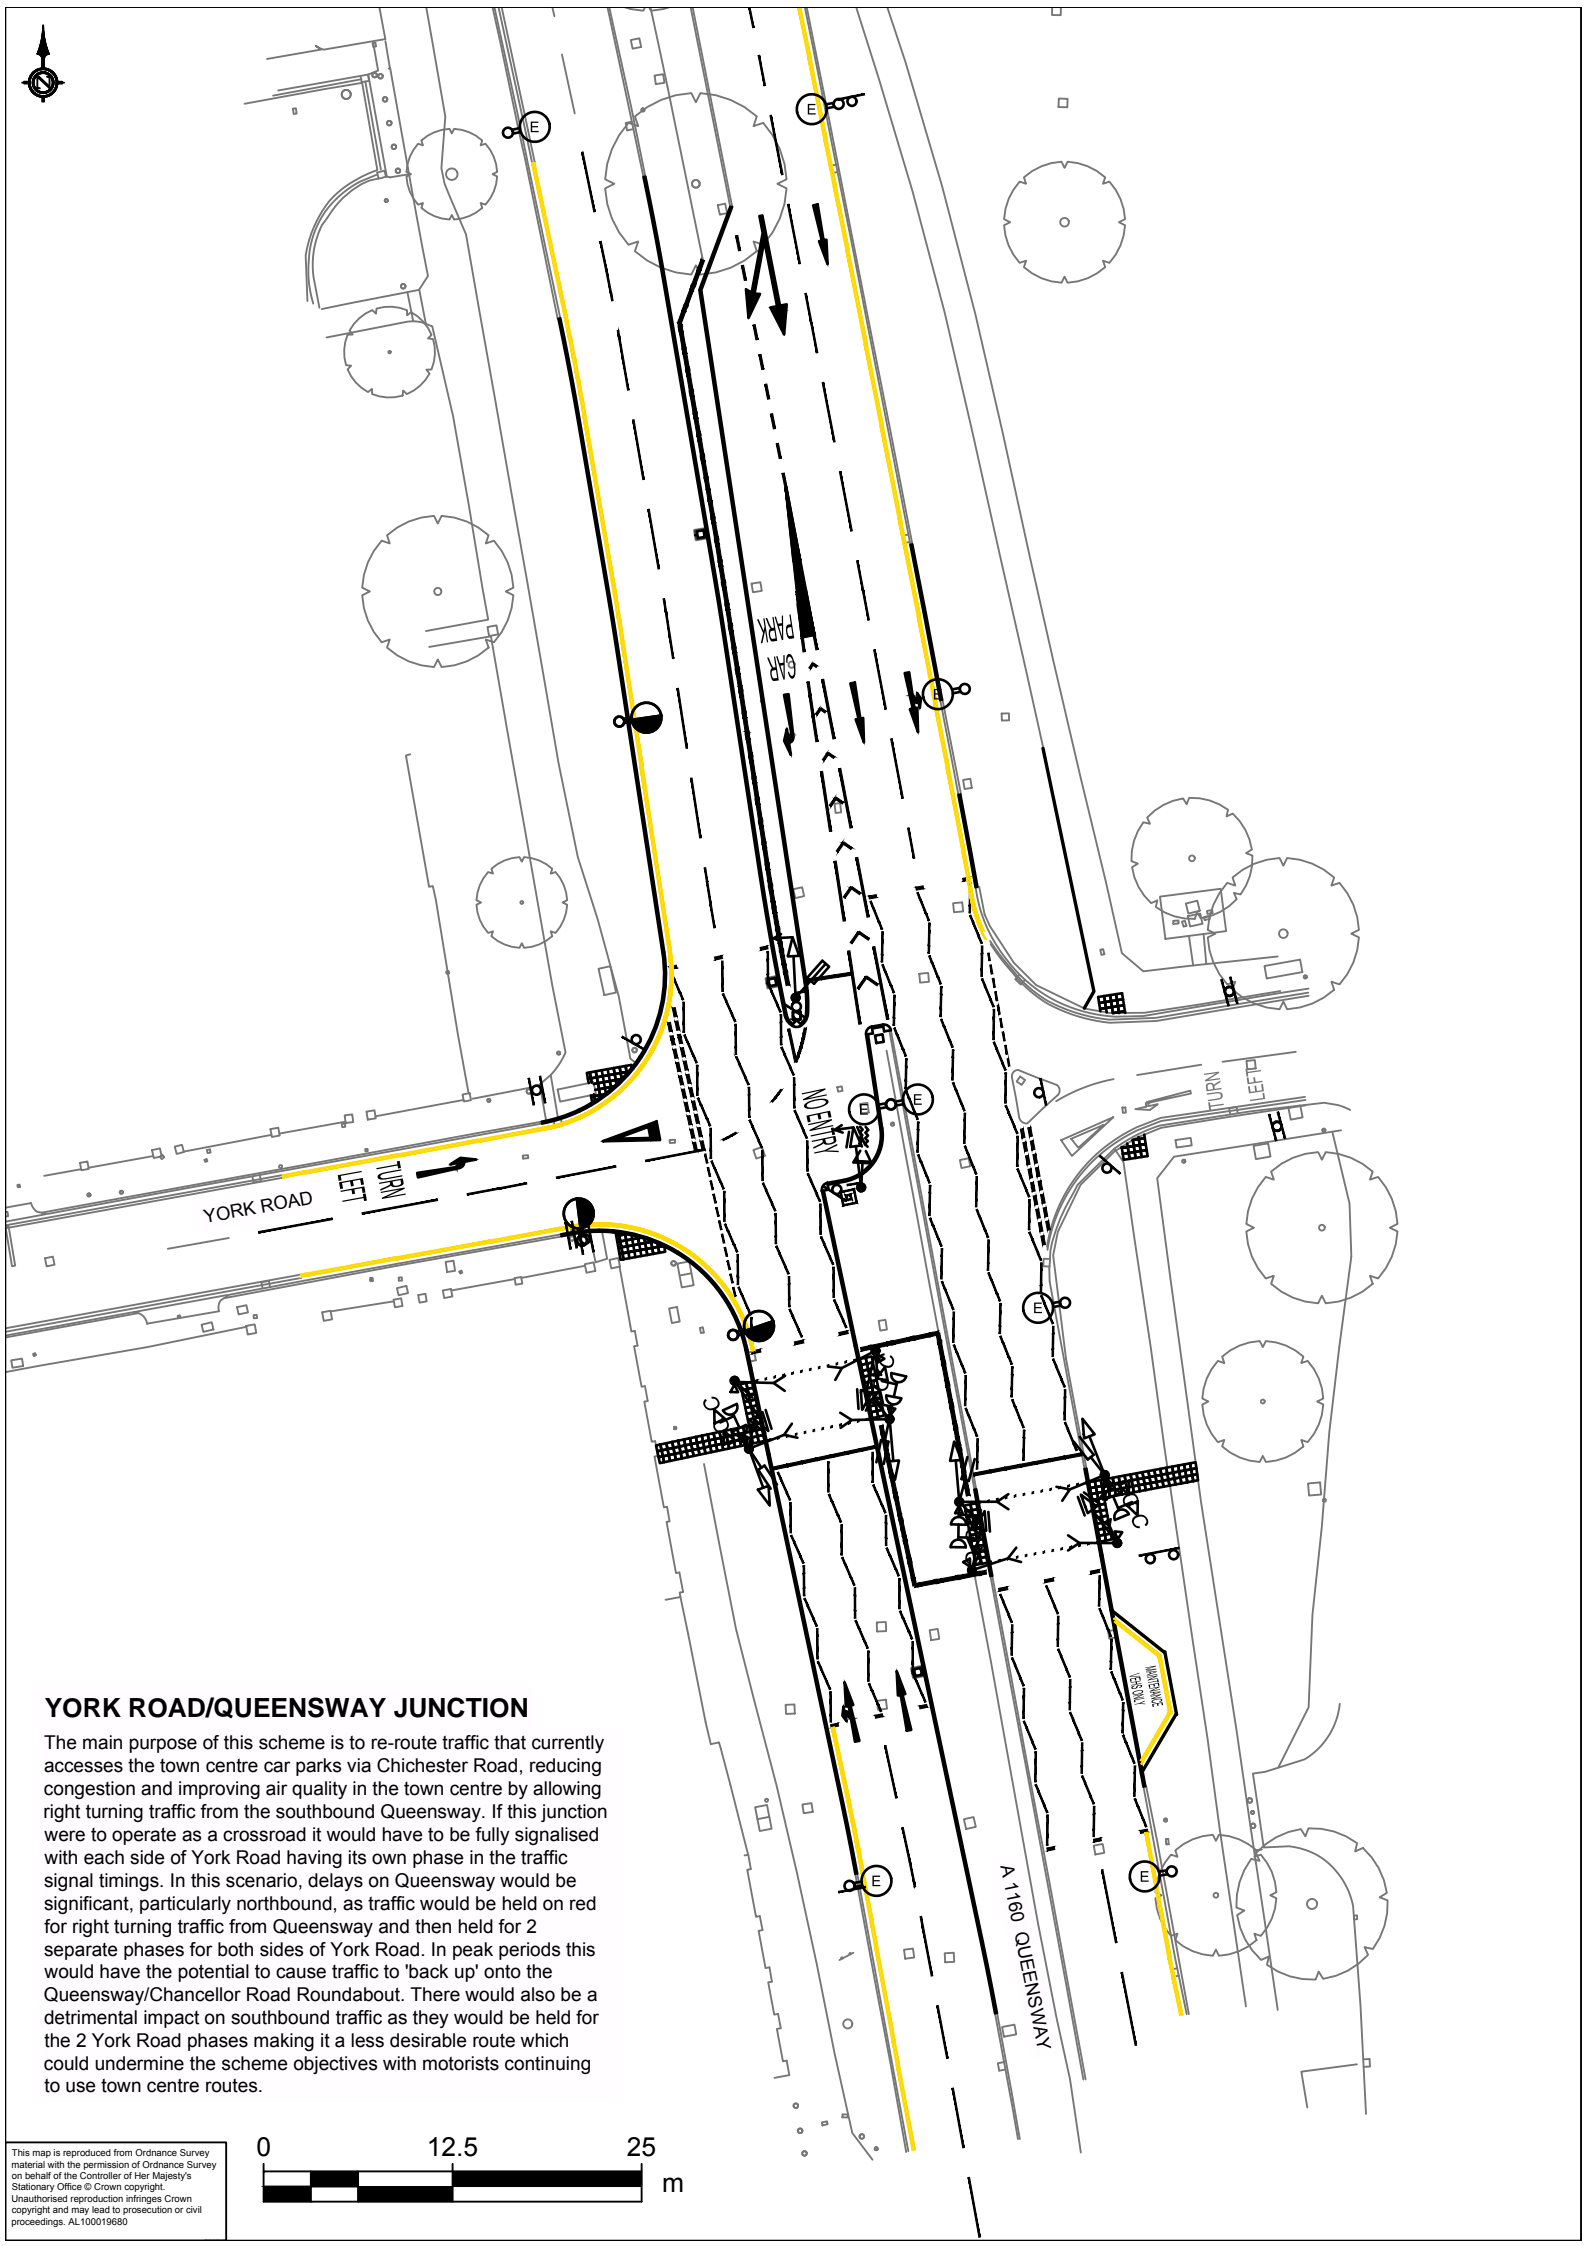 N
E
E
PARK
CAR
E
NO ENTRY
E
E
TURN
LEFT
TURN
LEFT
YORK ROAD
E
MAINTENANCE
VEHS ONLY
E
E
A 1160 QUEENSWAY
YORK ROAD/QUEENSWAY JUNCTION
The main purpose of this scheme is to re-route traffic that currently
accesses the town centre car parks via Chichester Road, reducing
congestion and improving air quality in the town centre by allowing
right turning traffic from the southbound Queensway. If this junction
were to operate as a crossroad it would have to be fully signalised
with each side of York Road having its own phase in the traffic
signal timings. In this scenario, delays on Queensway would be
significant, particularly northbound, as traffic would be held on red
for right turning traffic from Queensway and then held for 2
separate phases for both sides of York Road. In peak periods this
would have the potential to cause traffic to 'back up' onto the
Queensway/Chancellor Road Roundabout. There would also be a
detrimental impact on southbound traffic as they would be held for
the 2 York Road phases making it a less desirable route which
could undermine the scheme objectives with motorists continuing
to use town centre routes.
This map is reproduced from Ordnance Survey
material with the permission of Ordnance Survey
on behalf of the Controller of Her Majesty's
Stationary Office © Crown copyright.
Unauthorised reproduction infringes Crown
copyright and may lead to prosecution or civil
proceedings. AL100019680
0 12.5 25
m